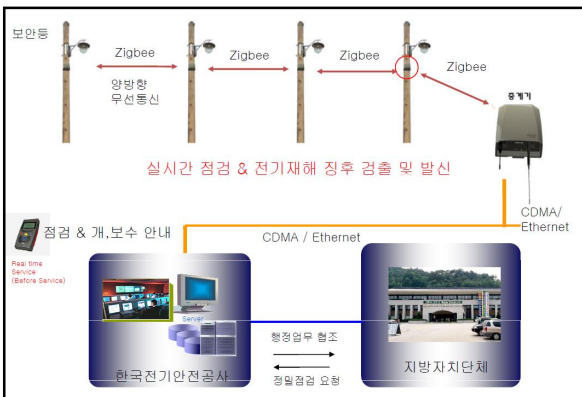 보안등
Zigbee
Zigbee
Zigbee
Zigbee
양방향
무선통신
중계기
실시간 점검 & 전기재해 징후 검출 및 발신
CDMA/
Ethernet
점검 & 개,보수 안내
CDMA / Ethernet
Real time
Service
(Before Service)
Server
행정업무 협조
정밀점검 요청
한국전기안전공사
지방자치단체